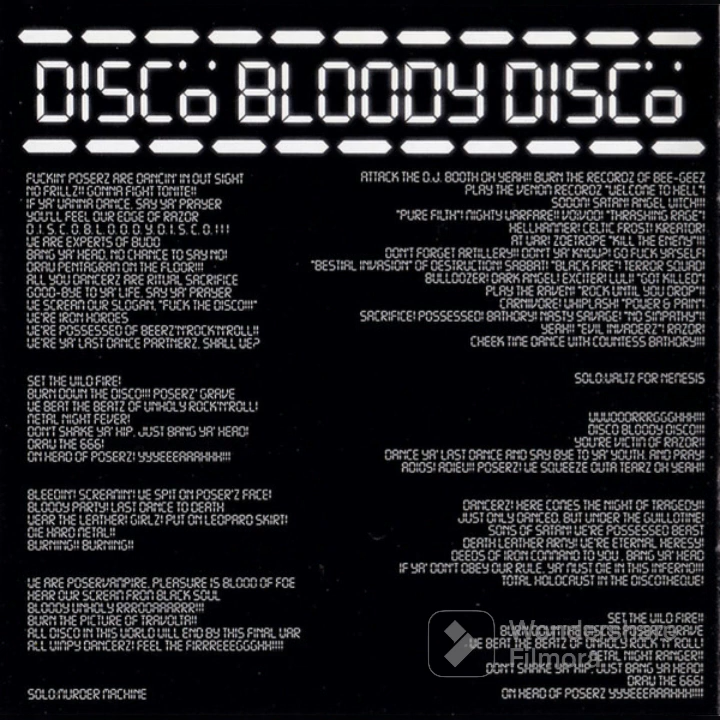 DISCö BLOODY DISCö
FUCKIN' POSERZ ARE DANCIN' IN OUT SIGHT
NO FRILLZ!! GONNA FIGHT TONITE!!
IF YA' WANNA DANCE, SAY YA' PRAYER
YOU'LL FEEL OUR EDGE OF RAZOR
D.I.S.C.O.B.L.O.O.D.Y.D.I.S.C.O.!!!
WE ARE EXPERTS OF BUDO
BANG YA' HEAD, NO CHANCE TO SAY NO!
DRAW PENTAGRAM ON THE FLOOR!!!
ALL YOU DANCERZ ARE RITUAL SACRIFICE
GOOD-BYE TO YA' LIFE, SAY YA' PRAYER
WE SCREAM OUR SLOGAN, "FUCK THE DISCO!!!"
WE'RE IRON HORDES
WE'RE POSSESSED OF BEERZ'N'ROCK'N'ROLL!!
WE'RE YA' LAST DANCE PARTNERZ, SHALL WE?
SET THE WILD FIRE!
BURN DOWN THE DISCO!!! POSERZ' GRAVE
WE BEAT THE BEATZ OF UNHOLY ROCK'N'ROLL!
METAL NIGHT FEVER!
DON'T SHAKE YA' HIP, JUST BANG YA' HEAD!
DRAW THE 666!
ON HEAD OF POSERZ! YYYEEEAAAHHH!!!
BLEEDIN'! SCREAMIN'! WE SPIT ON POSER'Z FACE!
BLOODY PARTY! LAST DANCE TO DEATH
WEAR THE LEATHER! GIRLZ! PUT ON LEOPARD SKIRT!
DIE HARD METAL!!
BURNING!! BURNING!!
WE ARE POSERVAMPIRE, PLEASURE IS BLOOD OF FOE
HEAR OUR SCREAM FROM BLACK SOUL
BLOODY UNHOLY RRROOAAARRRR!!!
BURN THE PICTURE OF TRAVOLTA!!
ALL DISCO IN THIS WORLD WILL END BY THIS FINAL WAR
ALL WIMPY DANCERZ! FEEL THE FIRRREEEGGGHH!!!!
SOLO:MURDER MACHINE
ATTACK THE D.J. BOOTH OH YEAH!! BURN THE RECORDZ OF BEE-GEEZ
PLAY THE VENOM RECORDZ "WELCOME TO HELL"!
SODOM! SATAN! ANGEL WITCH!!!
"PURE FILTH"! MIGHTY WARFARE!! VOIVOD! "THRASHING RAGE"!
HELLHAMMER! CELTIC FROST! KREATOR!
AT WAR! ZOETROPE "KILL THE ENEMY"!!!
DON'T FORGET ARTILLERY!! DON'T YA' KNOW?! GO FUCK YA'SELF!
"BESTIAL INVASION" OF DESTRUCTION! SABBAT! "BLACK FIRE"! TERROR SQUAD!
BULLDOZER! DARK ANGEL! EXCITER! LUL!! "GOT KILLED"!
PLAY THE RAVEN! "ROCK UNTIL YOU DROP"!!
CARNIVORE! WHIPLASH! "POWER & PAIN"!
SACRIFICE! POSSESSED! BATHORY! NASTY SAVAGE! "NO SIMPATHY"!
YEAH!! "EVIL INVADERZ"! RAZOR!
CHEEK TIME DANCE WITH COUNTESS BATHORY!!!
SOLO:WALTZ FOR NEMESIS
UUUOOORRRGGGHHH!!!
DISCO BLOODY DISCO!!!
YOU'RE VICTIM OF RAZOR!!
DANCE YA' LAST DANCE AND SAY BYE TO YA' YOUTH, AND PRAY!
ADIOS! ADIEU!! POSERZ! WE SQUEEZE OUTA TEARZ OH YEAH!!
DANCERZ! HERE COMES THE NIGHT OF TRAGEDY!!
JUST ONLY DANCED, BUT UNDER THE GUILLOTINE!
SONS OF SATAN! WE'RE POSSESSED BEAST
DEATH LEATHER ARMY! WE'RE ETERNAL HERESY!
DEEDS OF IRON COMMAND TO YOU, BANG YA' HEAD
IF YA' DON'T OBEY OUR RULE, YA' MUST DIE IN THIS INFERNO!!!
TOTAL HOLOCAUST IN THE DISCOTHEQUE!
SET THE WILD FIRE!!
BURN DOWN THE DISCO!!! POSERZ' GRAVE
WE BEAT THE BEATZ OF UNHOLY ROCK'N'ROLL!
METAL NIGHT RANGER!!
DON'T SHAKE YA' HIP, JUST BANG YA' HEAD!
DRAW THE 666!
ON HEAD OF POSERZ YYYEEEAAAHHH!!!
Wondershare
Filmora